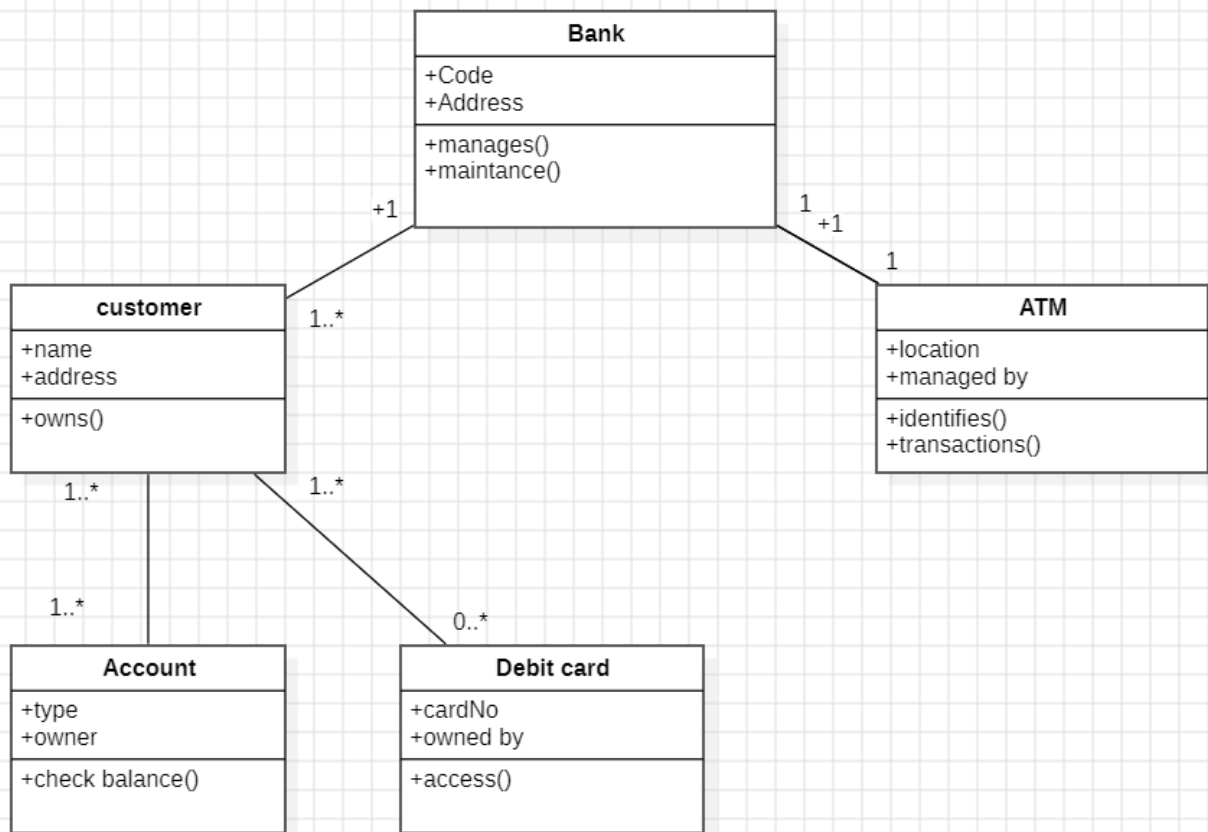 Bank
+Code
+Address
+manages()
+maintance()
+1
1
+1
1
customer
+name
+address
+owns()
1..*
ATM
+location
+managed by
+identifies()
+transactions()
1..*
1..*
1..*
0..*
Account
+type
+owner
+check balance()
Debit card
+cardNo
+owned by
+access()